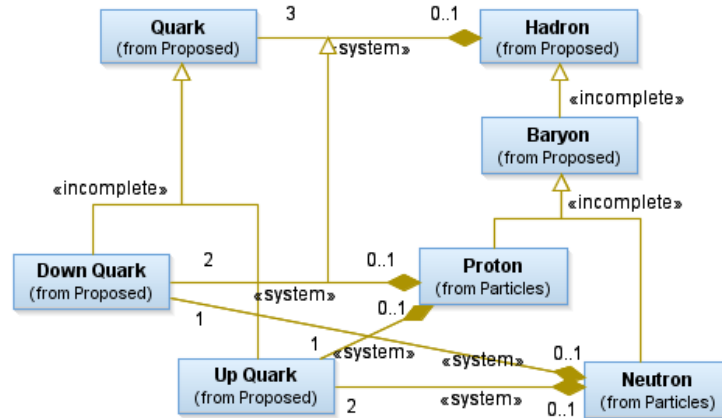 Quark
(from Proposed)
3
0..1
«system»
Hadron
(from Proposed)
«incomplete»
Baryon
(from Proposed)
«incomplete»
«incomplete»
Down Quark
(from Proposed)
2
0..1
«system»
Proton
(from Particles)
0..1
1
1
«system»
«system»
0..1
Up Quark
(from Proposed)
2
«system»
0..1
Neutron
(from Particles)